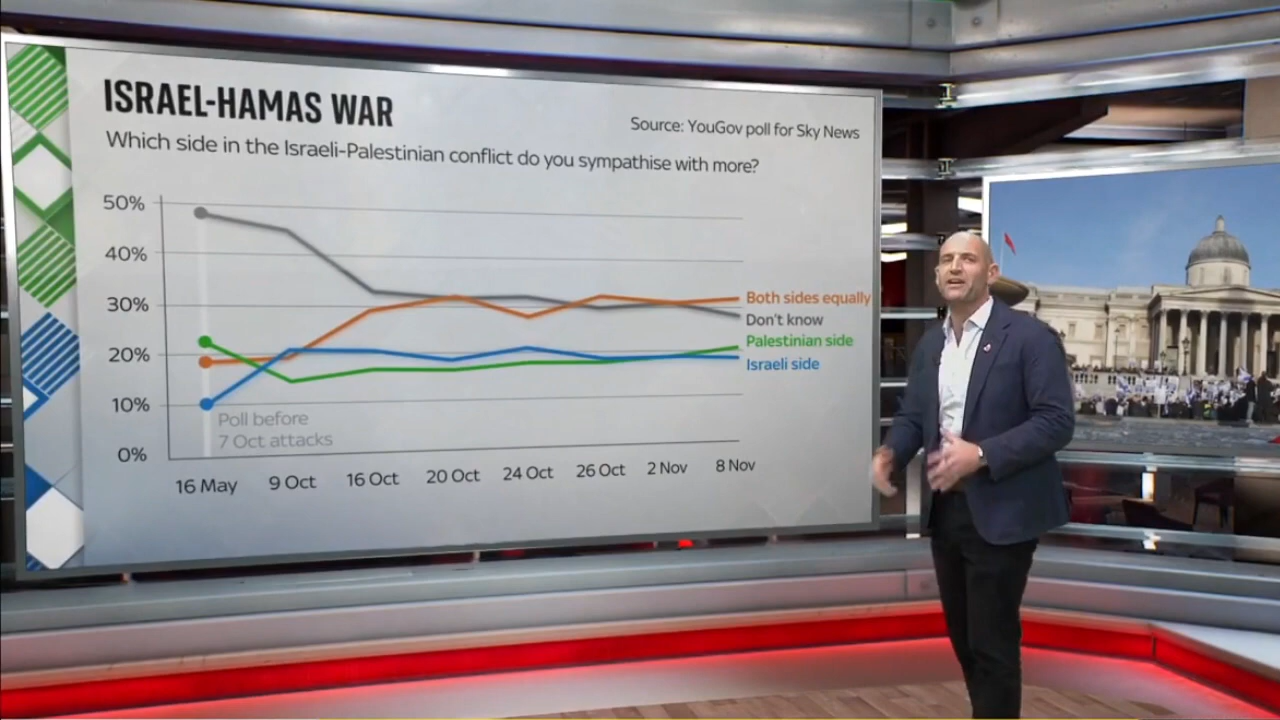 ISRAEL-HAMAS WAR
Source: YouGov poll for Sky News
Which side in the Israeli-Palestinian conflict do you sympathise with more?
50%
40%
30%
20%
10%
0%
Both sides equally
Don't know
Palestinian side
Israeli side
Poll before
7 Oct attacks
16 May
9 Oct
16 Oct
20 Oct
24 Oct
26 Oct
2 Nov
8 Nov